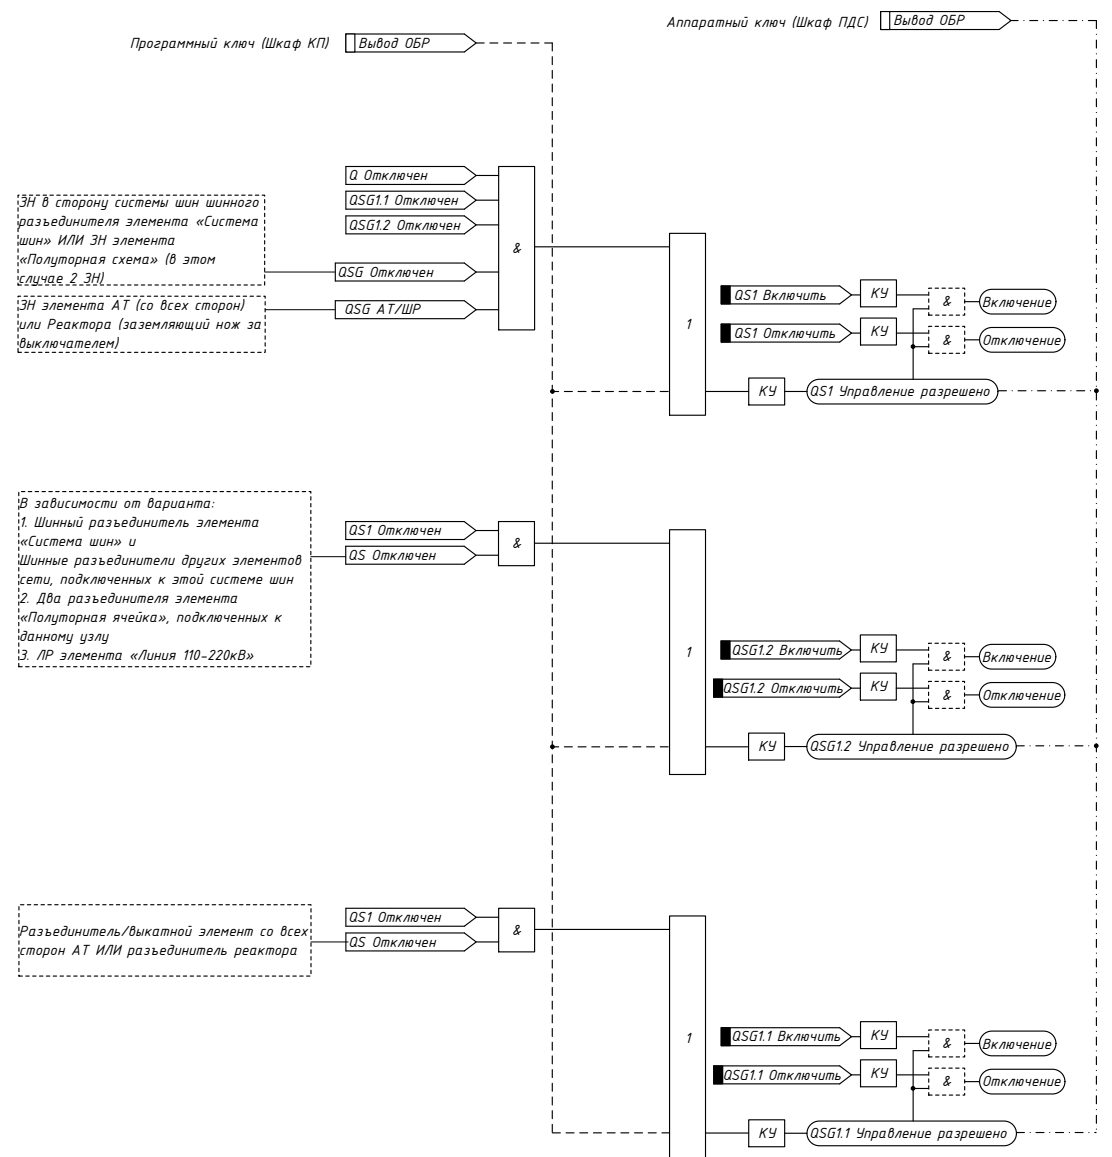 Аппаратный ключ (Шкаф ПДС)
Вывод ОБР
Программный ключ (Шкаф КП)
Вывод ОБР
ЗН в сторону системы шин шинного
разъединителя элемента «Система
шин» ИЛИ ЗН элемента
«Полуторная схема» (в этом
случае 2 ЗН)
ЗН элемента АТ (со всех сторон)
или Реактора (заземляющий нож за
выключателем)
Q Отключен
QSG1.1 Отключен
QSG1.2 Отключен
QSG Отключен
QSG АТ/ШР
&
1
QS1 Включить
КУ
&
Включение
QS1 Отключить
КУ
&
Отключение
КУ
QS1 Управление разрешено
В зависимости от варианта:
1. Шинный разъединитель элемента
«Система шин» и
Шинные разъединители других элементов
сети, подключенных к этой системе шин
2. Два разъединителя элемента
«Полуторная ячейка», подключенных к
данному узлу
3. ЛР элемента «Линия 110-220кВ»
QS1 Отключен
QS Отключен
&
1
QSG1.2 Включить
КУ
&
Включение
QSG1.2 Отключить
КУ
&
Отключение
КУ
QSG1.2 Управление разрешено
Разъединитель/выкатной элемент со всех
сторон АТ ИЛИ разъединитель реактора
QS1 Отключен
QS Отключен
&
1
QSG1.1 Включить
КУ
&
Включение
QSG1.1 Отключить
КУ
&
Отключение
КУ
QSG1.1 Управление разрешено